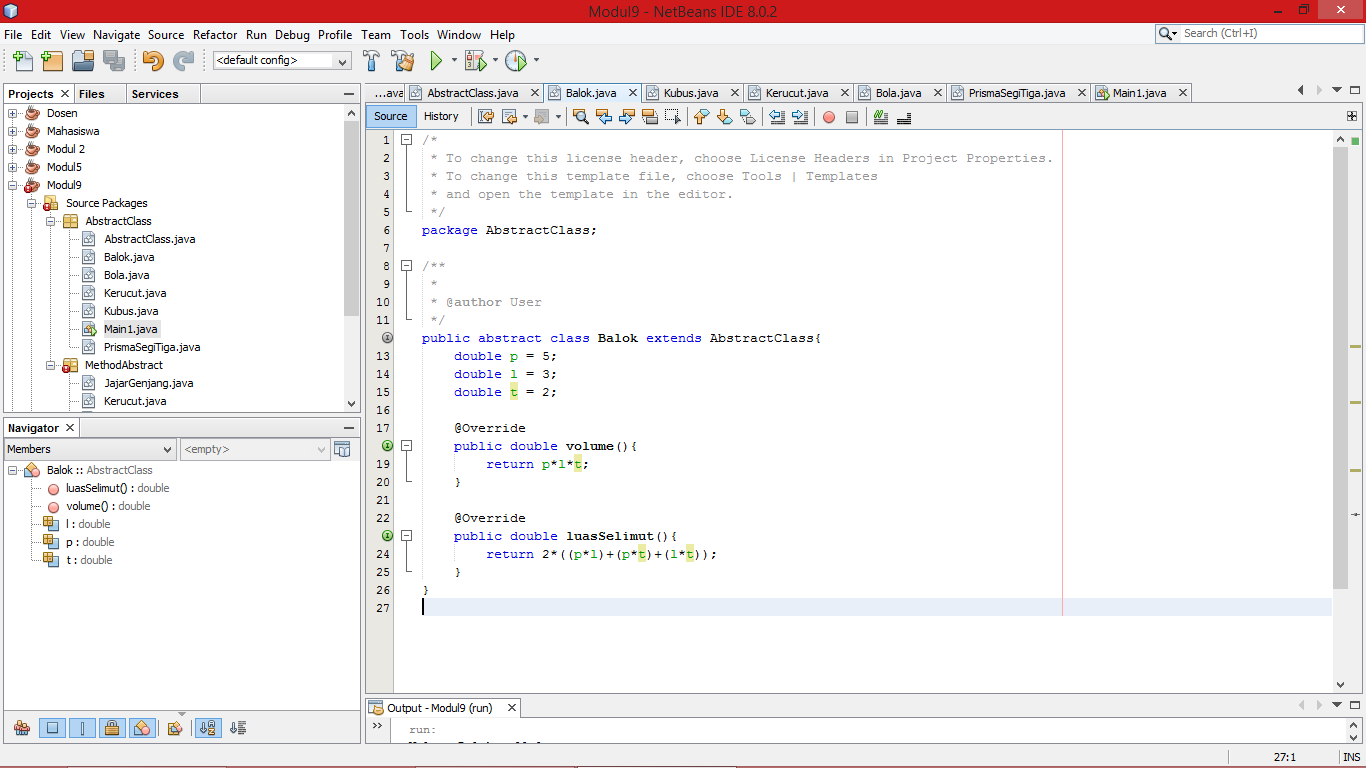 Modul9 - NetBeans IDE 8.0.2
File Edit View Navigate Source Refactor Run Debug Profile Team Tools Window Help
Search (Ctrl+I)
<default config>
Projects Files Services
Dosen
Mahasiswa
Modul 2
Modul5
Modul9
Source Packages
AbstractClass
AbstractClass.java
Balok.java
Bola.java
Kerucut.java
Kubus.java
Main1.java
PrismaSegiTiga.java
MethodAbstract
JajarGenjang.java
Kerucut.java
Navigator
Members <empty>
Balok :: AbstractClass
luasSelimut() : double
volume() : double
l : double
p : double
t : double
...ava AbstractClass.java Balok.java Kubus.java Kerucut.java Bola.java PrismaSegiTiga.java Main1.java
Source History
1 /*
2 * To change this license header, choose License Headers in Project Properties.
3 * To change this template file, choose Tools | Templates
4 * and open the template in the editor.
5 */
6 package AbstractClass;
7
8 /**
9 *
10 * @author User
11 */
public abstract class Balok extends AbstractClass{
13 double p = 5;
14 double l = 3;
15 double t = 2;
16
17 @Override
public double volume(){
19 return p*l*t;
20 }
21
22 @Override
public double luasSelimut(){
24 return 2*((p*l)+(p*t)+(l*t));
25 }
26 }
27
Output - Modul9 (run)
run:
27:1 INS